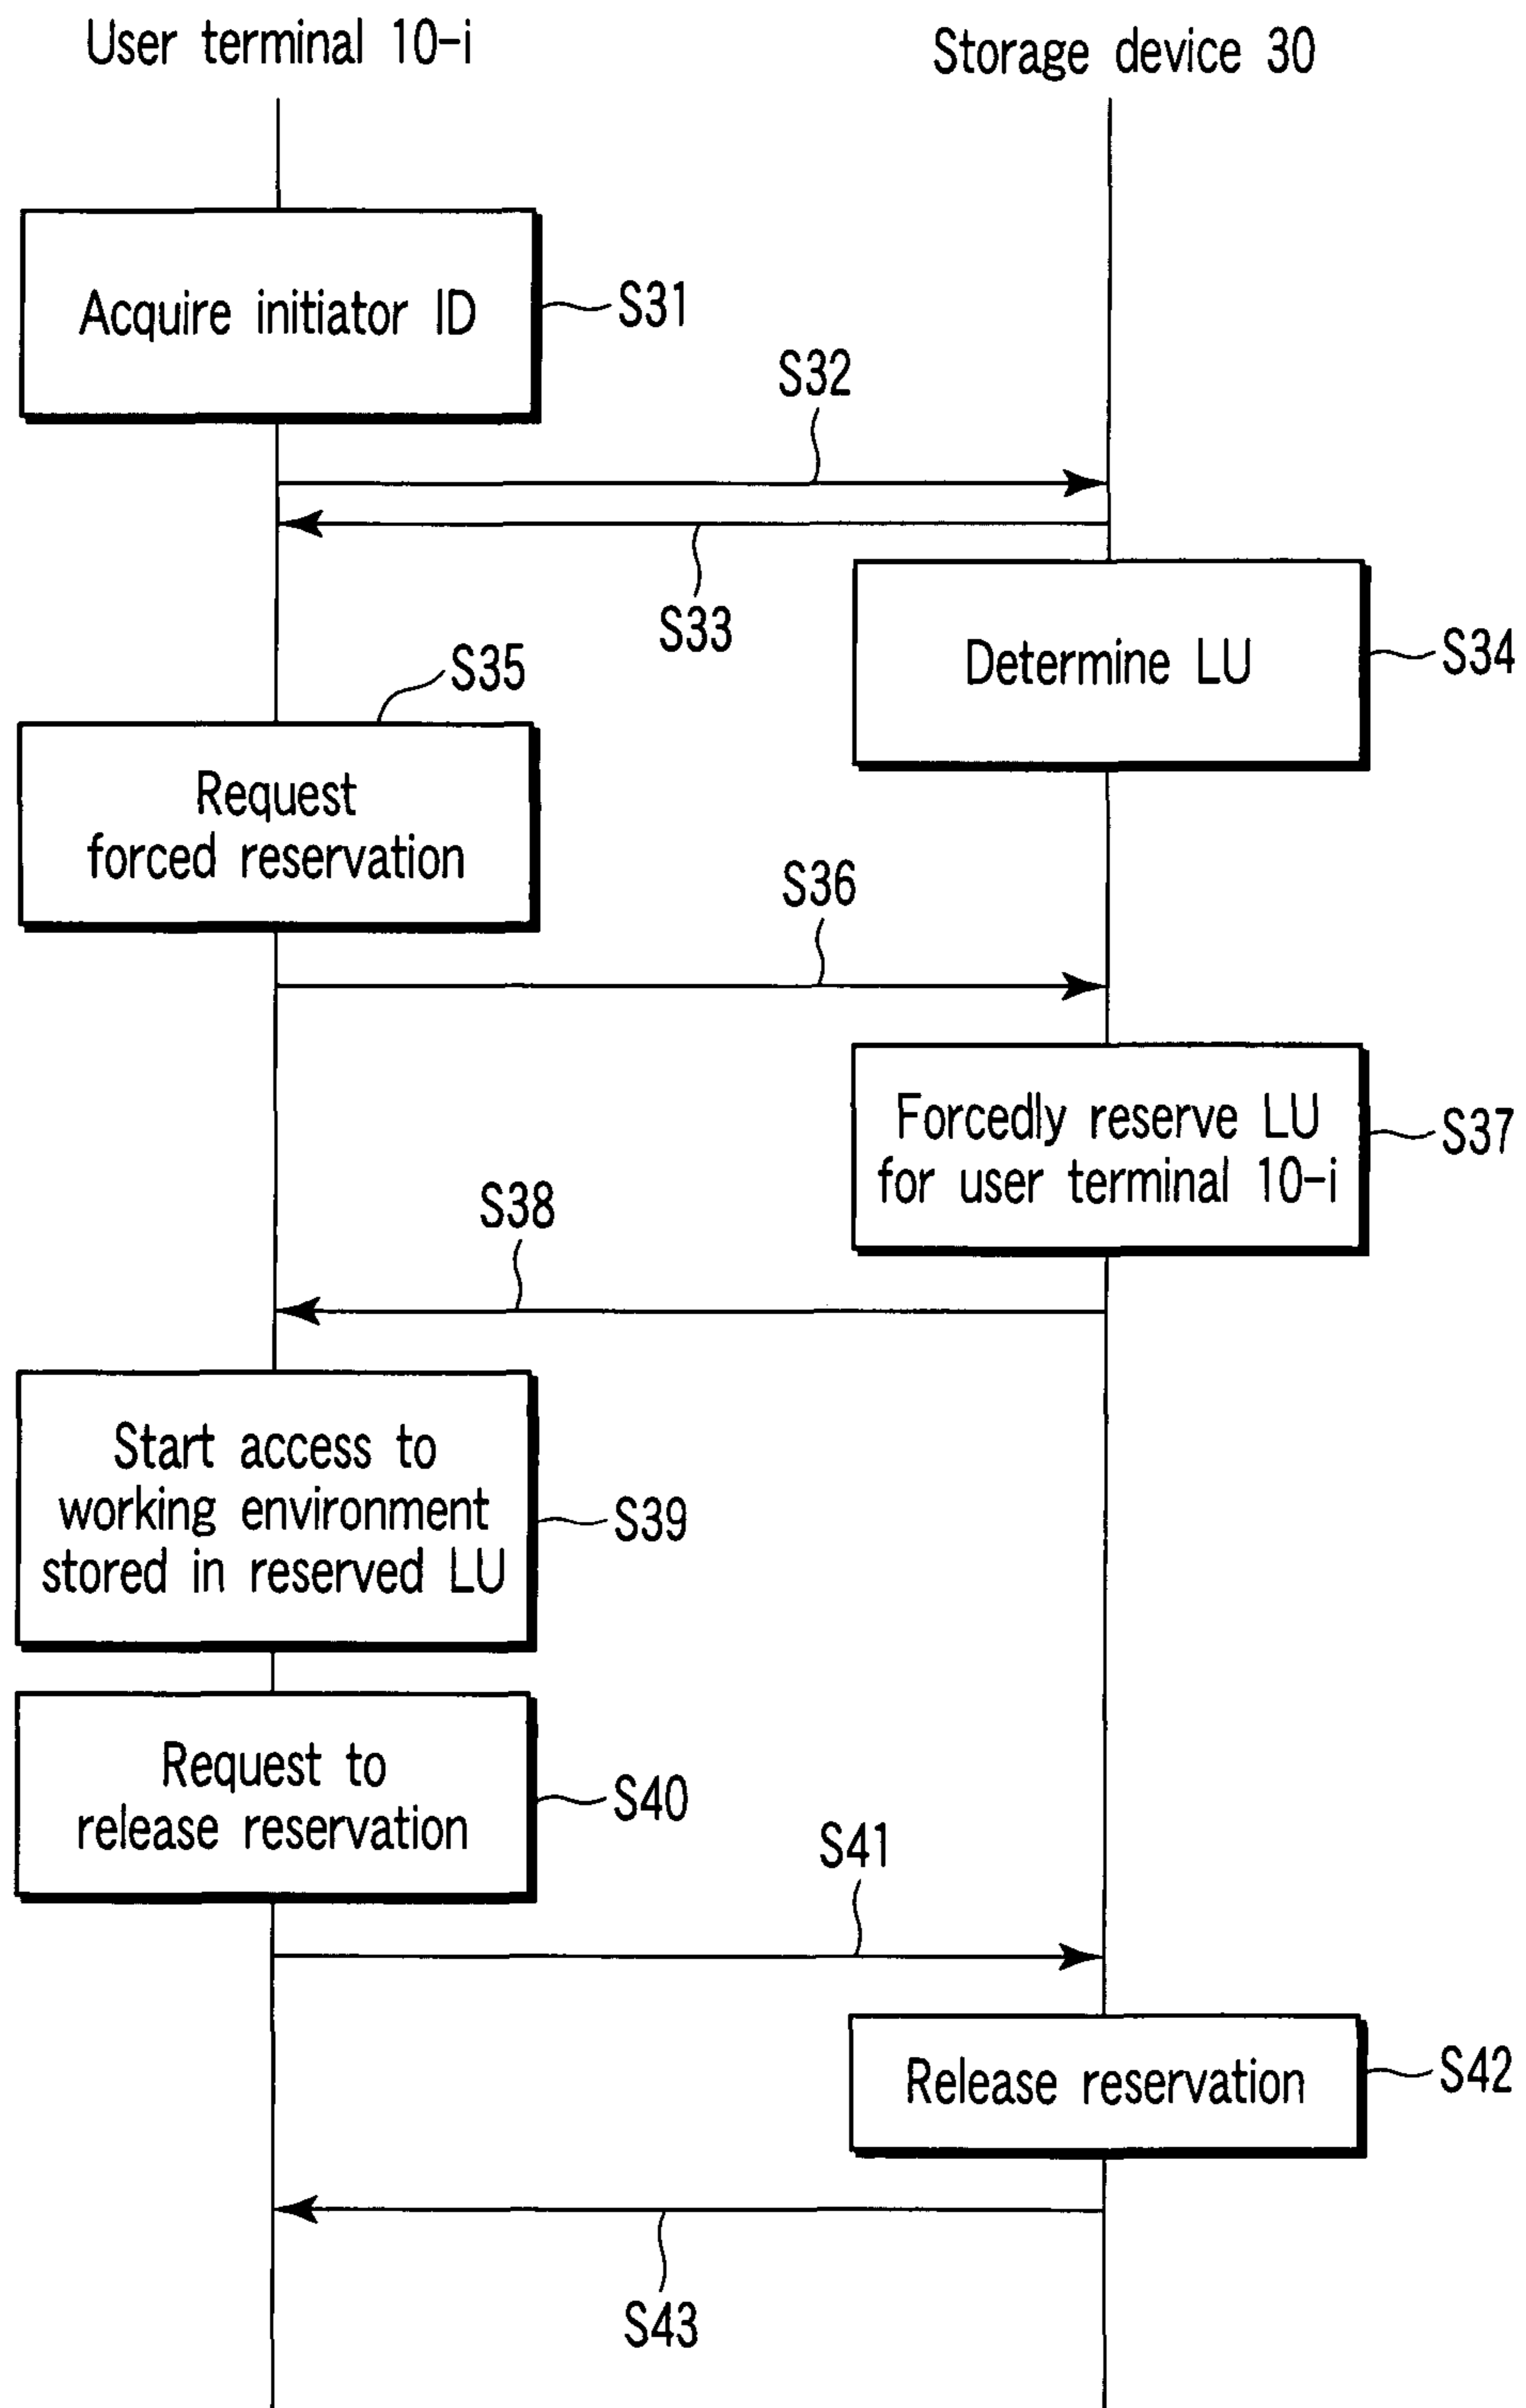 User terminal 10-i
Storage device 30
Acquire initiator ID
S31
S32
S33
Determine LU
S34
S35
Request
forced reservation
S36
Forcedly reserve LU
for user terminal 10-i
S37
S38
Start access to
working environment
stored in reserved LU
S39
Request to
release reservation
S40
S41
Release reservation
S42
S43